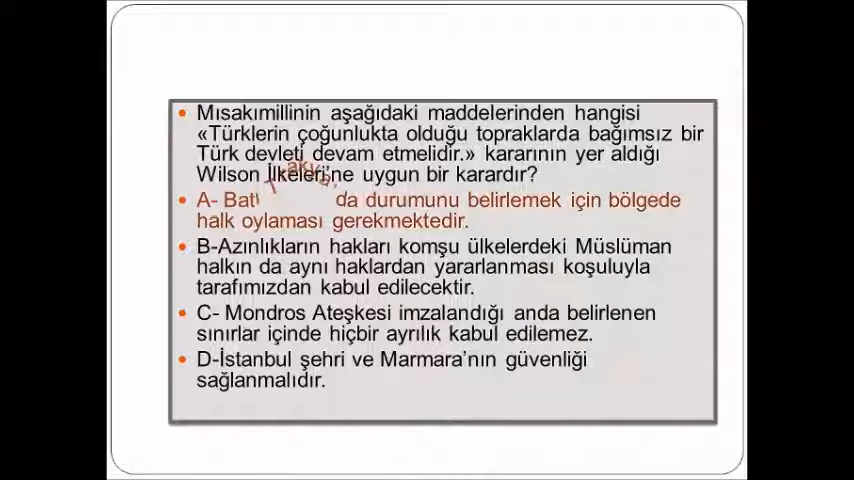 Mısakımillinin aşağıdaki maddelerinden hangisi
«Türklerin çoğunlukta olduğu topraklarda bağımsız bir
Türk devleti devam etmelidir.» kararının yer aldığı
Wilson İlkeleri’ne uygun bir karardır?
A- Batı Trakya'da durumunu belirlemek için bölgede
halk oylaması gerekmektedir.
B-Azınlıkların hakları komşu ülkelerdeki Müslüman
halkın da aynı haklardan yararlanması koşuluyla
tarafımızdan kabul edilecektir.
C- Mondros Ateşkesi imzalandığı anda belirlenen
sınırlar içinde hiçbir ayrılık kabul edilemez.
D-İstanbul şehri ve Marmara’nın güvenliği
sağlanmalıdır.